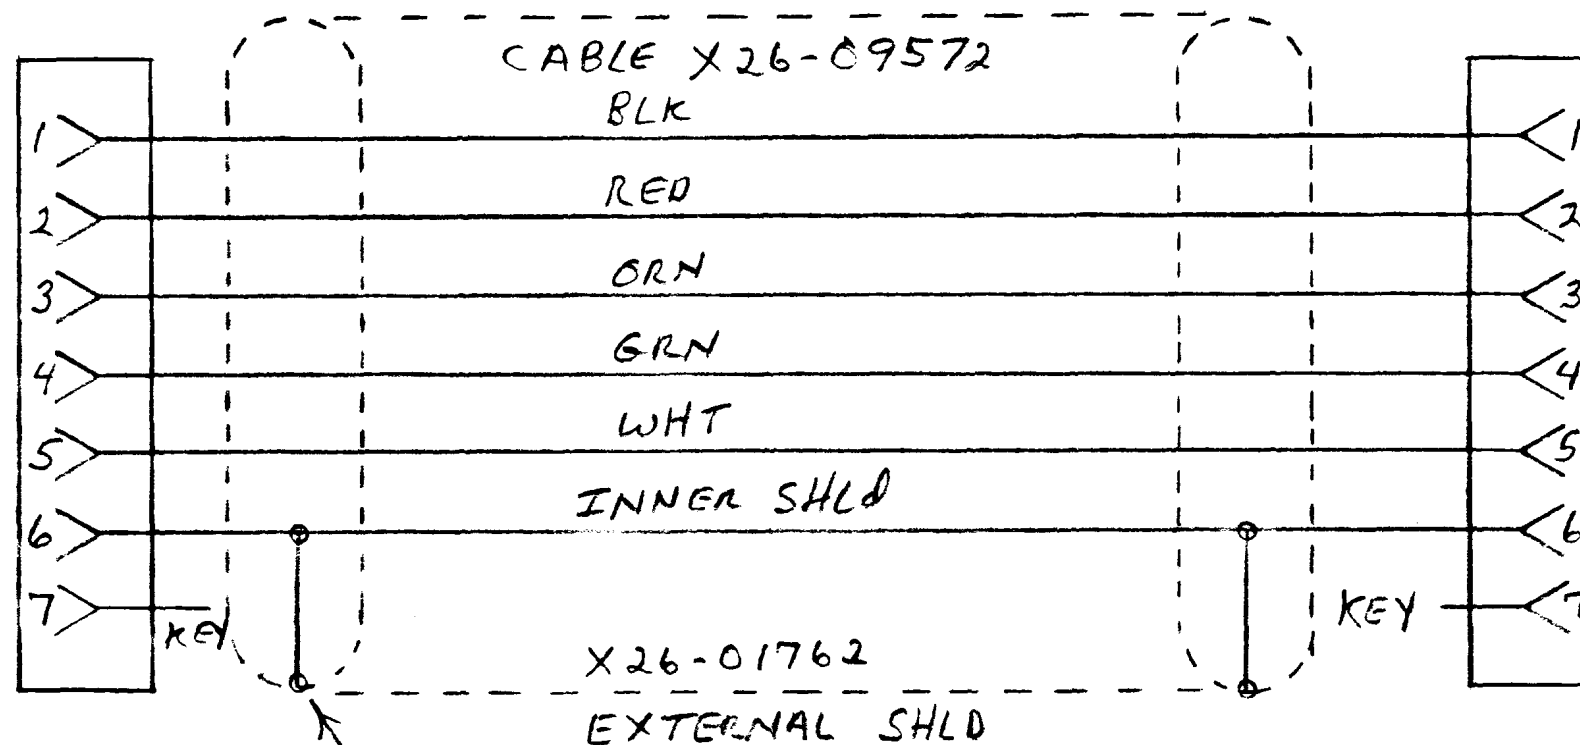 CABLE X26-09572
BLK
1 1
RED
2 2
ORN
3 3
GRN
4 4
WHT
5 5
INNER SHLd
6 6
7 KEY KEY 7
X26-01762
EXTERNAL SHLD